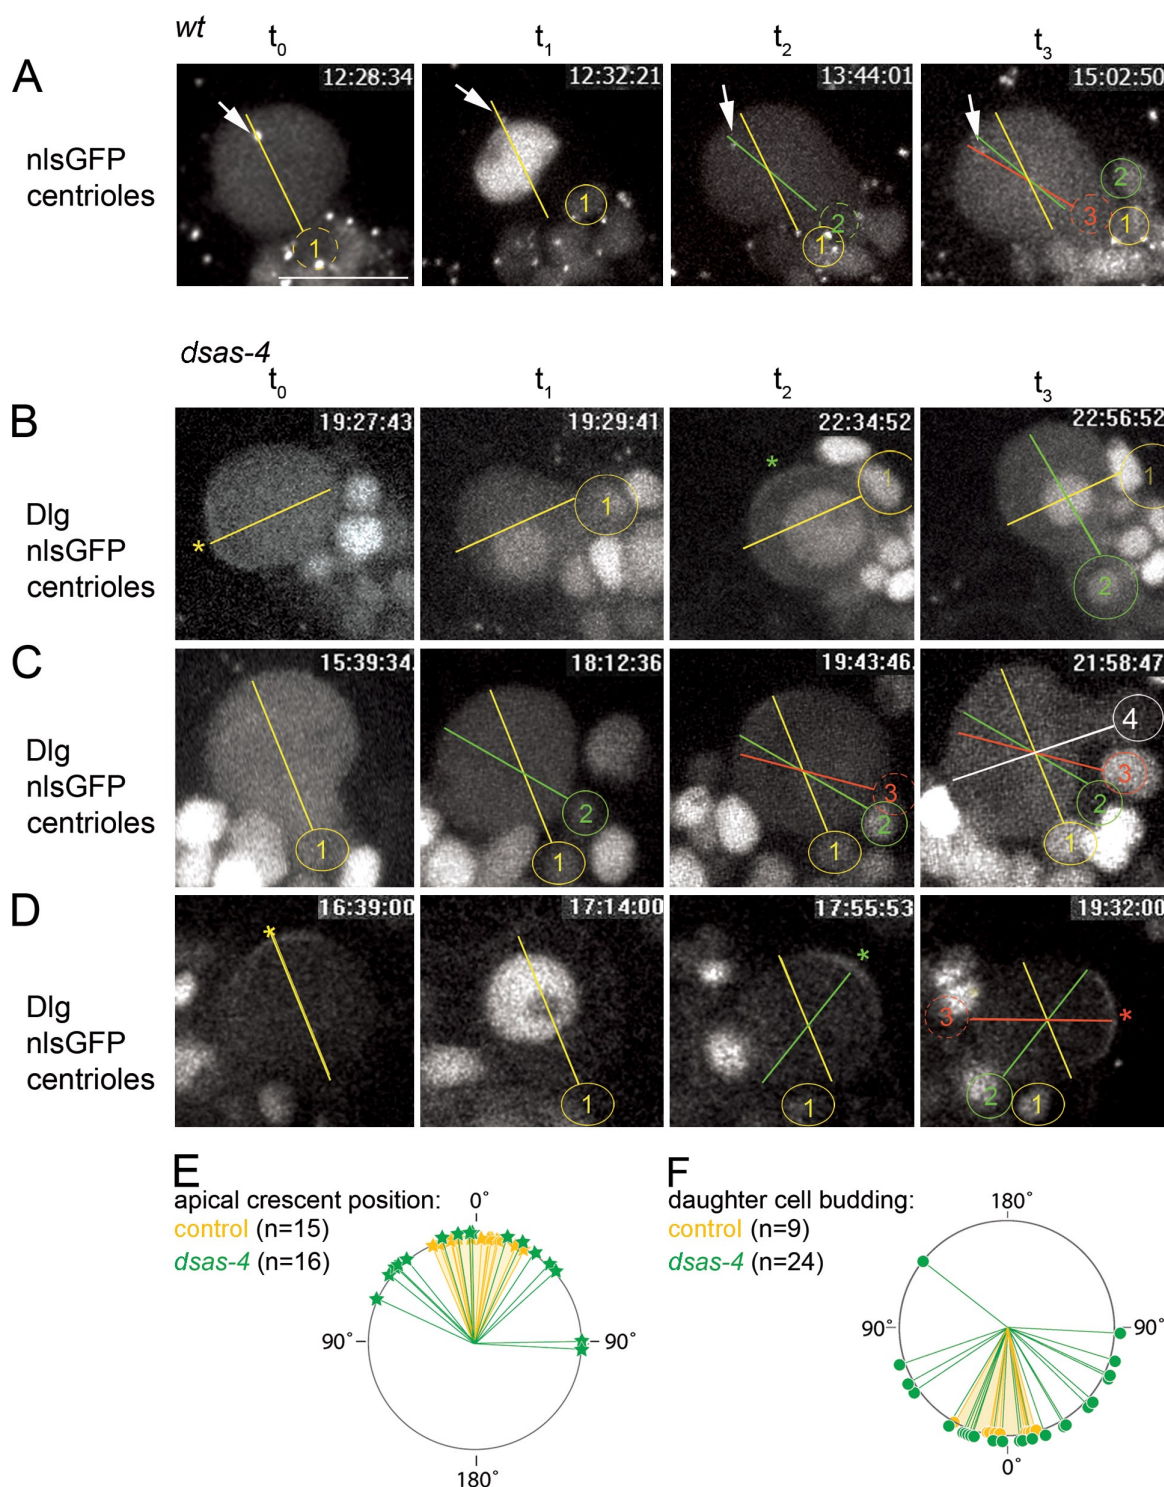 wt
t0 t1 t2 t3
A
12:28:34 12:32:21 13:44:01 15:02:50
nlsGFP
centrioles
1 1 2 1 2 3 1
dsas-4
t0 t1 t2 t3
B
19:27:43 19:29:41 22:34:52 22:56:52
Dlg
nlsGFP
centrioles
* 1 * 1 1 2
C
15:39:34 18:12:36 19:43:46 21:58:47
Dlg
nlsGFP
centrioles
1 2 1 3 2 1 4 3 2 1
D
16:39:00 17:14:00 17:55:53 19:32:00
Dlg
nlsGFP
centrioles
* 1 * 1 3 * 2 1
E
apical crescent position:
control (n=15)
dsas-4 (n=16)
0°
90° 90°
180°
F
daughter cell budding:
control (n=9)
dsas-4 (n=24)
180°
90° 90°
0°